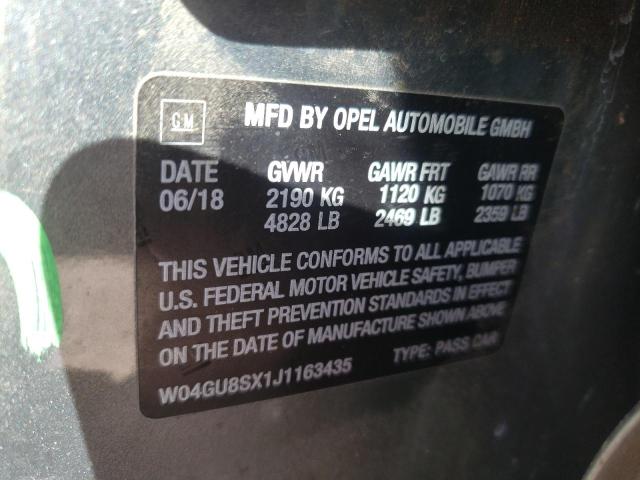 GM
MFD BY OPEL AUTOMOBILE GMBH
DATE GVWR GAWR FRT GAWR RR
06/18 2190 KG 1120 KG 1070 KG
4828 LB 2469 LB 2359 LB
THIS VEHICLE CONFORMS TO ALL APPLICABLE
U.S. FEDERAL MOTOR VEHICLE SAFETY, BUMPER
AND THEFT PREVENTION STANDARDS IN EFFECT
ON THE DATE OF MANUFACTURE SHOWN ABOVE
W04GU8SX1J1163435 TYPE: PASS CAR